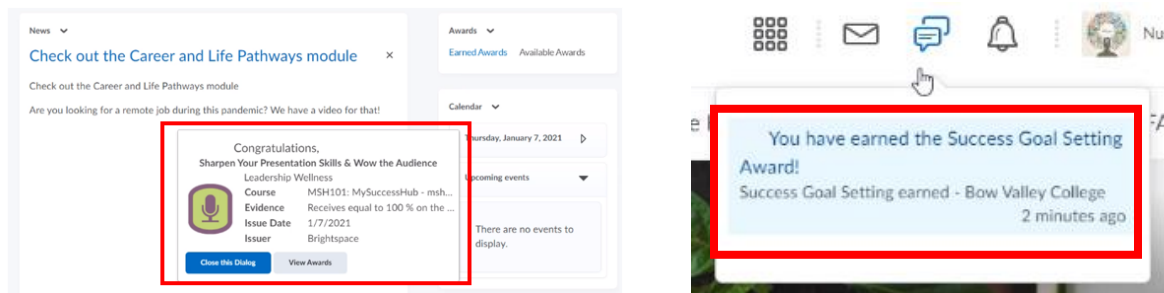 News
Check out the Career and Life Pathways module
Check out the Career and Life Pathways module
Are you looking for a remote job during this pandemic? We have a video for that!
Congratulations,
Sharpen Your Presentation Skills & Wow the Audience
Leadership Wellness
Course MSH101: MySuccessHub - msh...
Evidence Receives equal to 100 % on the ...
Issue Date 1/7/2021
Issuer Brightspace
Close this Dialog View Awards
Awards
Earned Awards Available Awards
Calendar
Thursday, January 7, 2021
Upcoming events
There are no events to
display.
Nu
You have earned the Success Goal Setting
Award!
Success Goal Setting earned - Bow Valley College
2 minutes ago